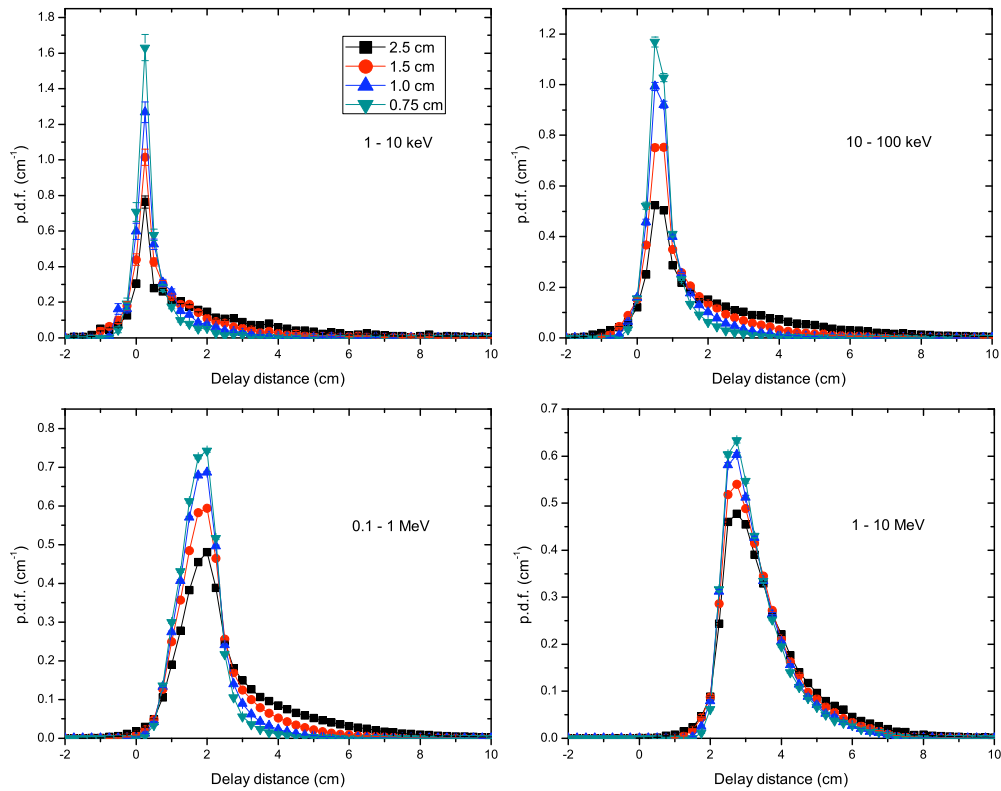 1.8
1.6
1.4
1.2
1.0
0.8
0.6
0.4
0.2
0.0
p.d.f. (cm⁻¹)
2.5 cm
1.5 cm
1.0 cm
0.75 cm
1 - 10 keV
-2 0 2 4 6 8 10
Delay distance (cm)
1.2
1.0
0.8
0.6
0.4
0.2
0.0
p.d.f. (cm⁻¹)
10 - 100 keV
-2 0 2 4 6 8 10
Delay distance (cm)
0.8
0.7
0.6
0.5
0.4
0.3
0.2
0.1
0.0
p.d.f. (cm⁻¹)
0.1 - 1 MeV
-2 0 2 4 6 8 10
Delay distance (cm)
0.7
0.6
0.5
0.4
0.3
0.2
0.1
0.0
p.d.f. (cm⁻¹)
1 - 10 MeV
-2 0 2 4 6 8 10
Delay distance (cm)